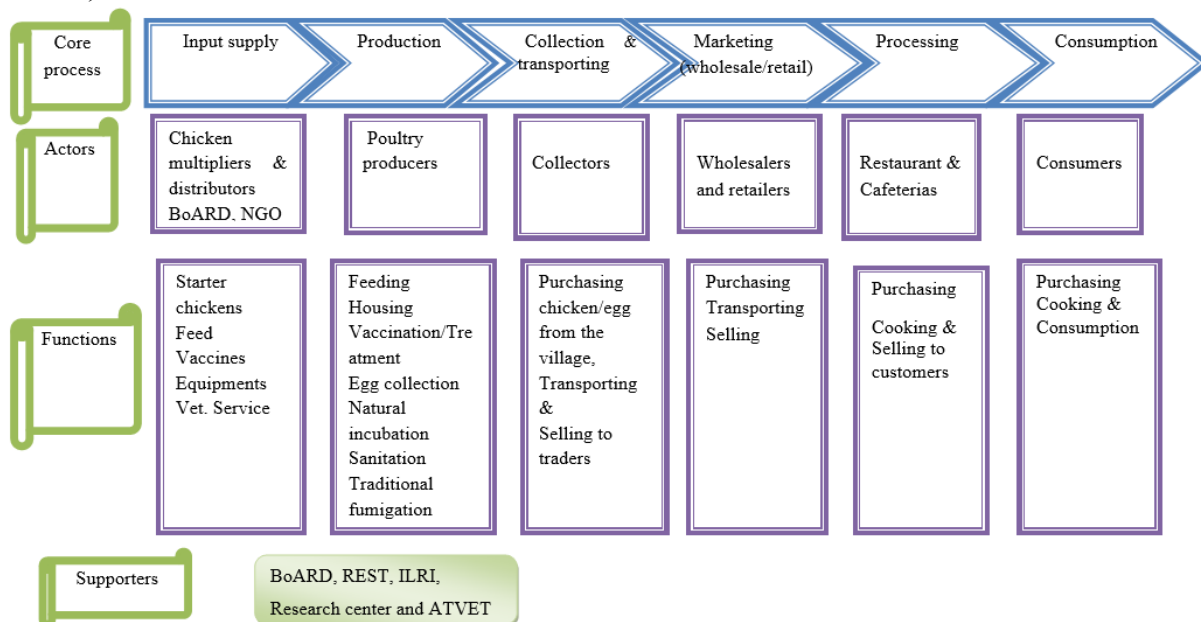 Core
process
Input supply
Production
Collection &
transporting
Marketing
(wholesale/retail)
Processing
Consumption
Actors
Chicken
multipliers &
distributors
BoARD, NGO
Poultry
producers
Collectors
Wholesalers
and retailers
Restaurant &
Cafeterias
Consumers
Functions
Starter
chickens
Feed
Vaccines
Equipments
Vet. Service
Feeding
Housing
Vaccination/Tre
atment
Egg collection
Natural
incubation
Sanitation
Traditional
fumigation
Purchasing
chicken/egg
from the
village,
Transporting
&
Selling to
traders
Purchasing
Transporting
Selling
Purchasing
Cooking &
Selling to
customers
Purchasing
Cooking &
Consumption
Supporters
BoARD, REST, ILRI,
Research center and ATVET